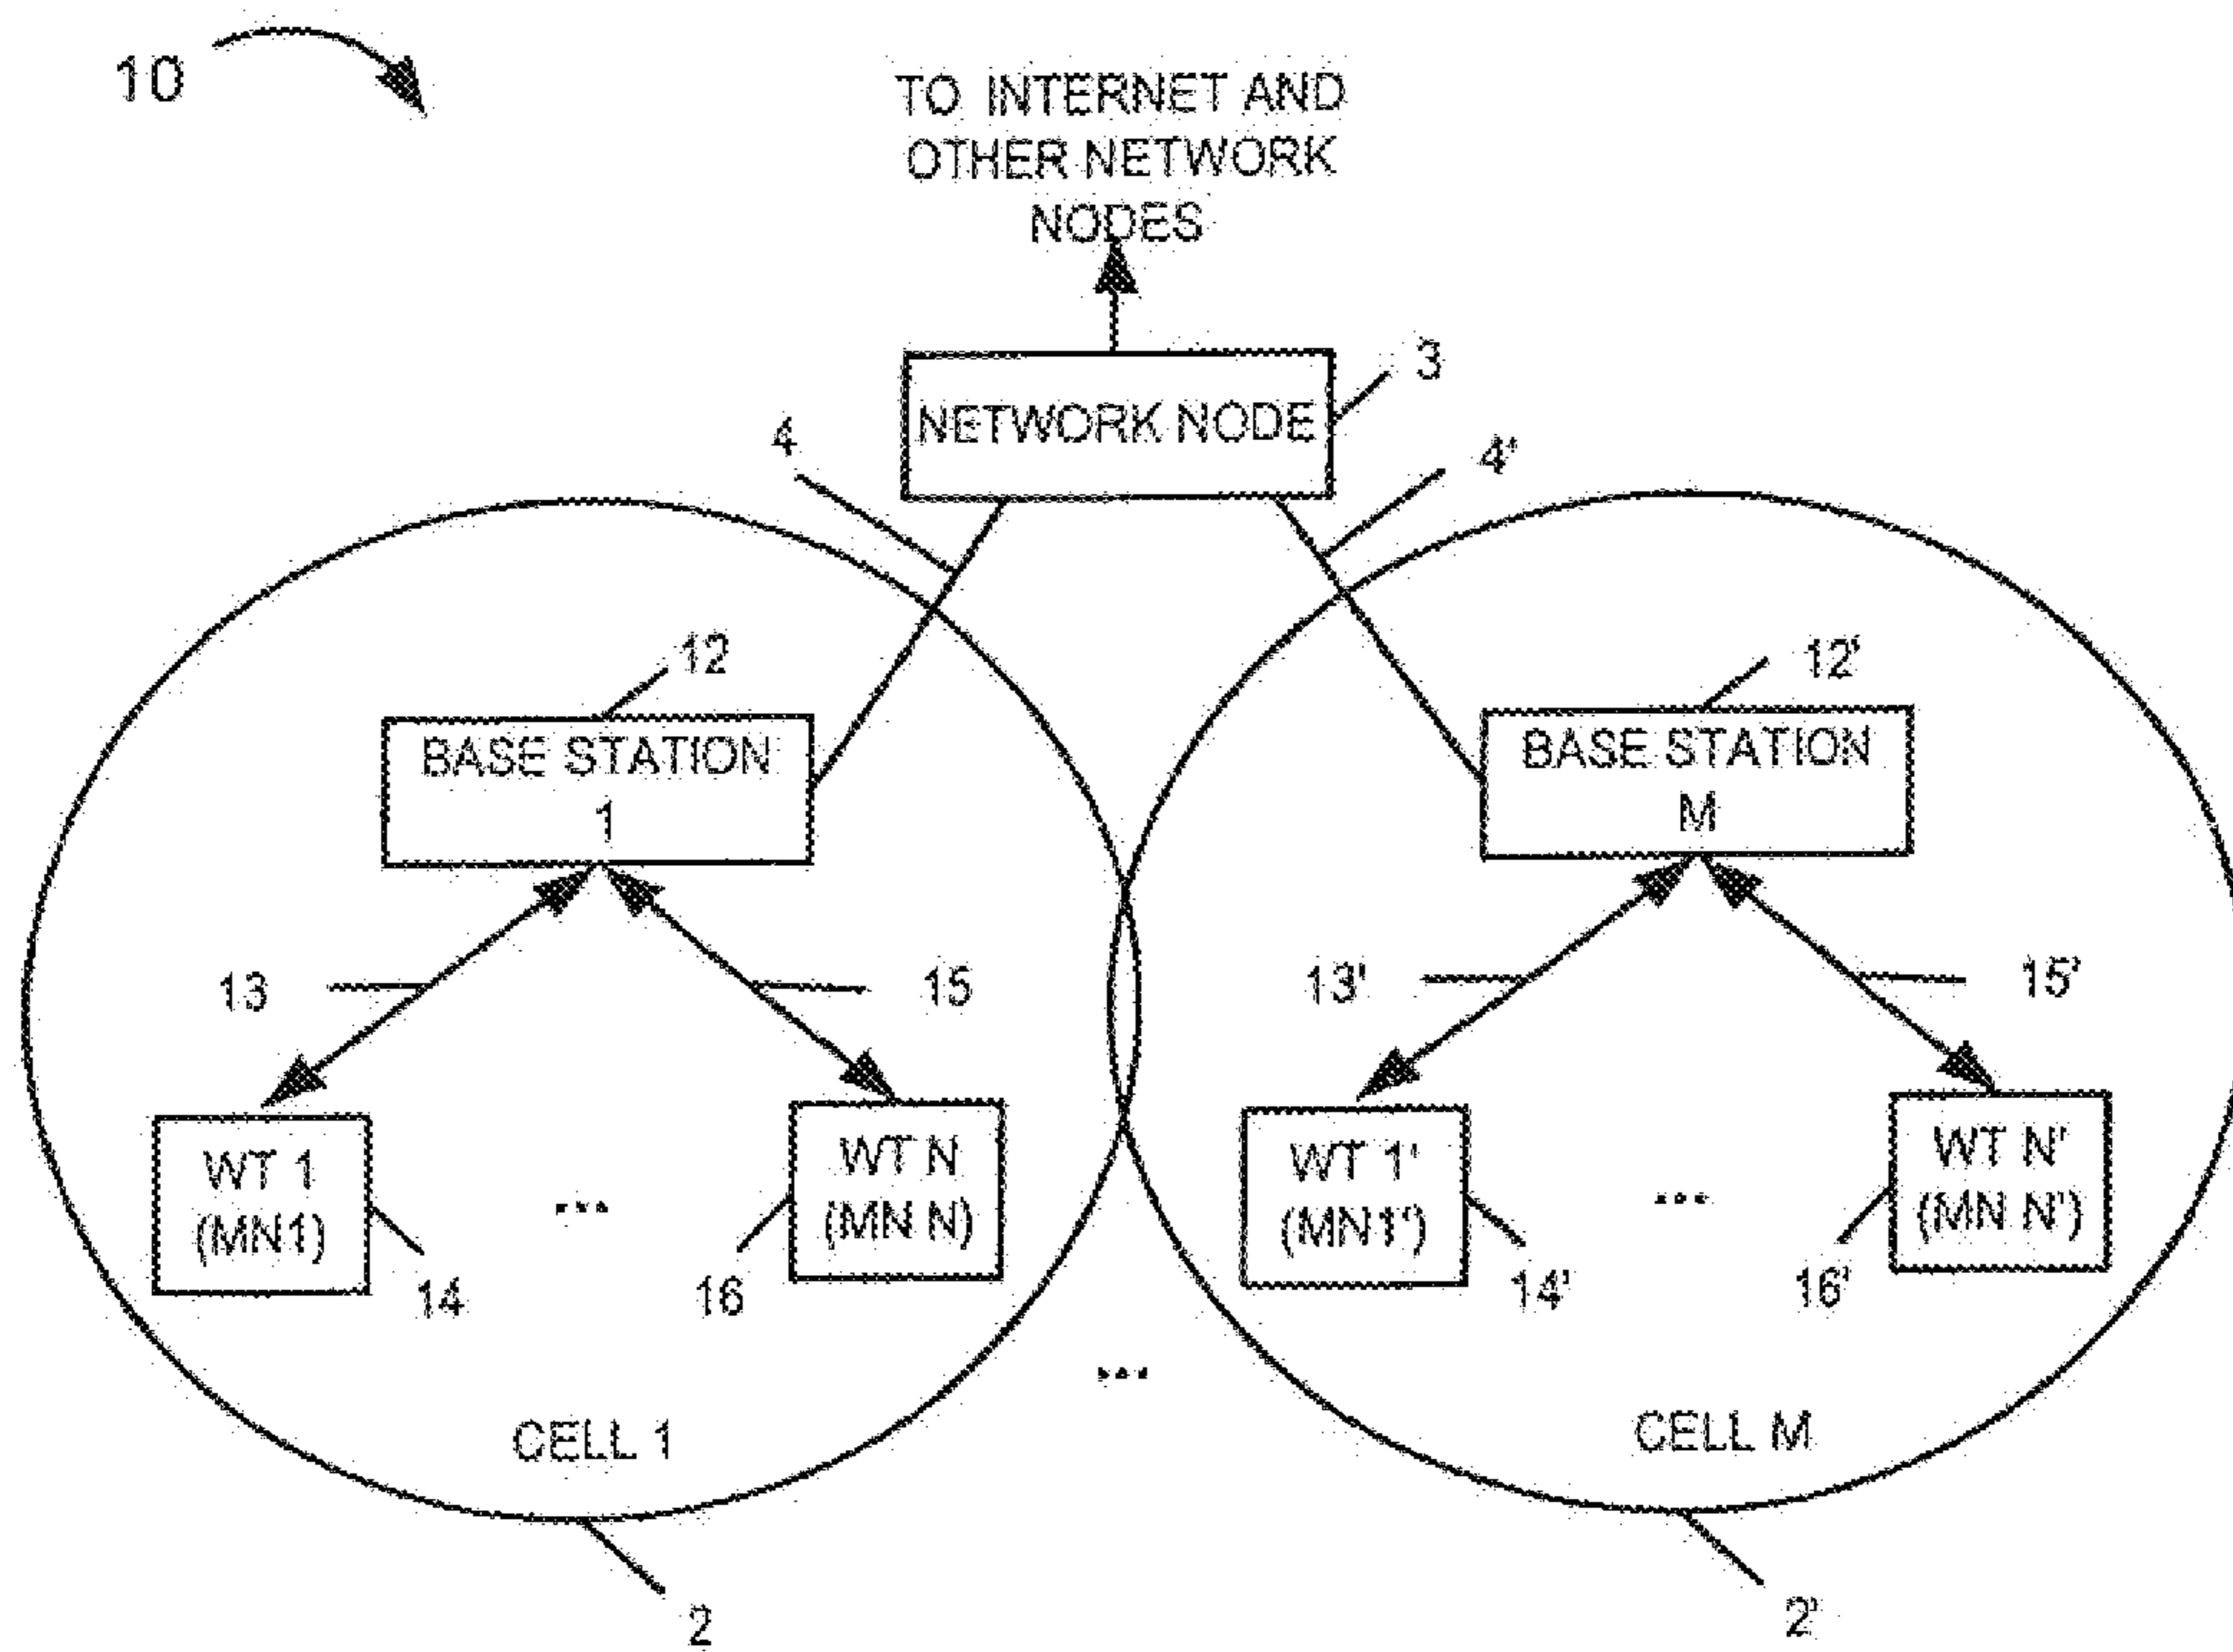 10
TO INTERNET AND
OTHER NETWORK
NODES
NETWORK NODE
3
4
4'
12
12'
BASE STATION
1
BASE STATION
M
13
15
13'
15'
WT 1
(MN1)
...
WT N
(MN N)
WT 1'
(MN1')
...
WT N'
(MN N')
14
16
14'
16'
...
CELL 1
CELL M
2
2'